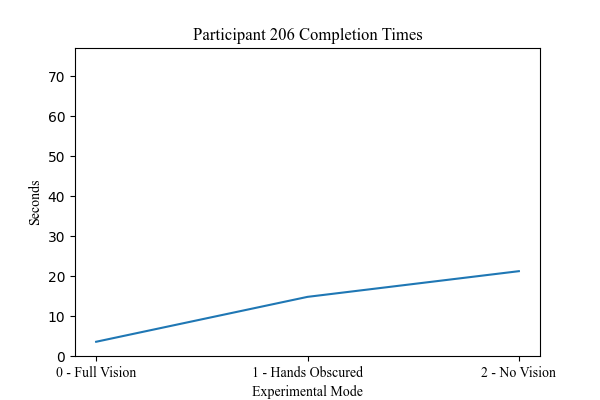 Participant 206 Completion Times
70
60
50
40
30
20
10
0
Seconds
0 - Full Vision
1 - Hands Obscured
2 - No Vision
Experimental Mode